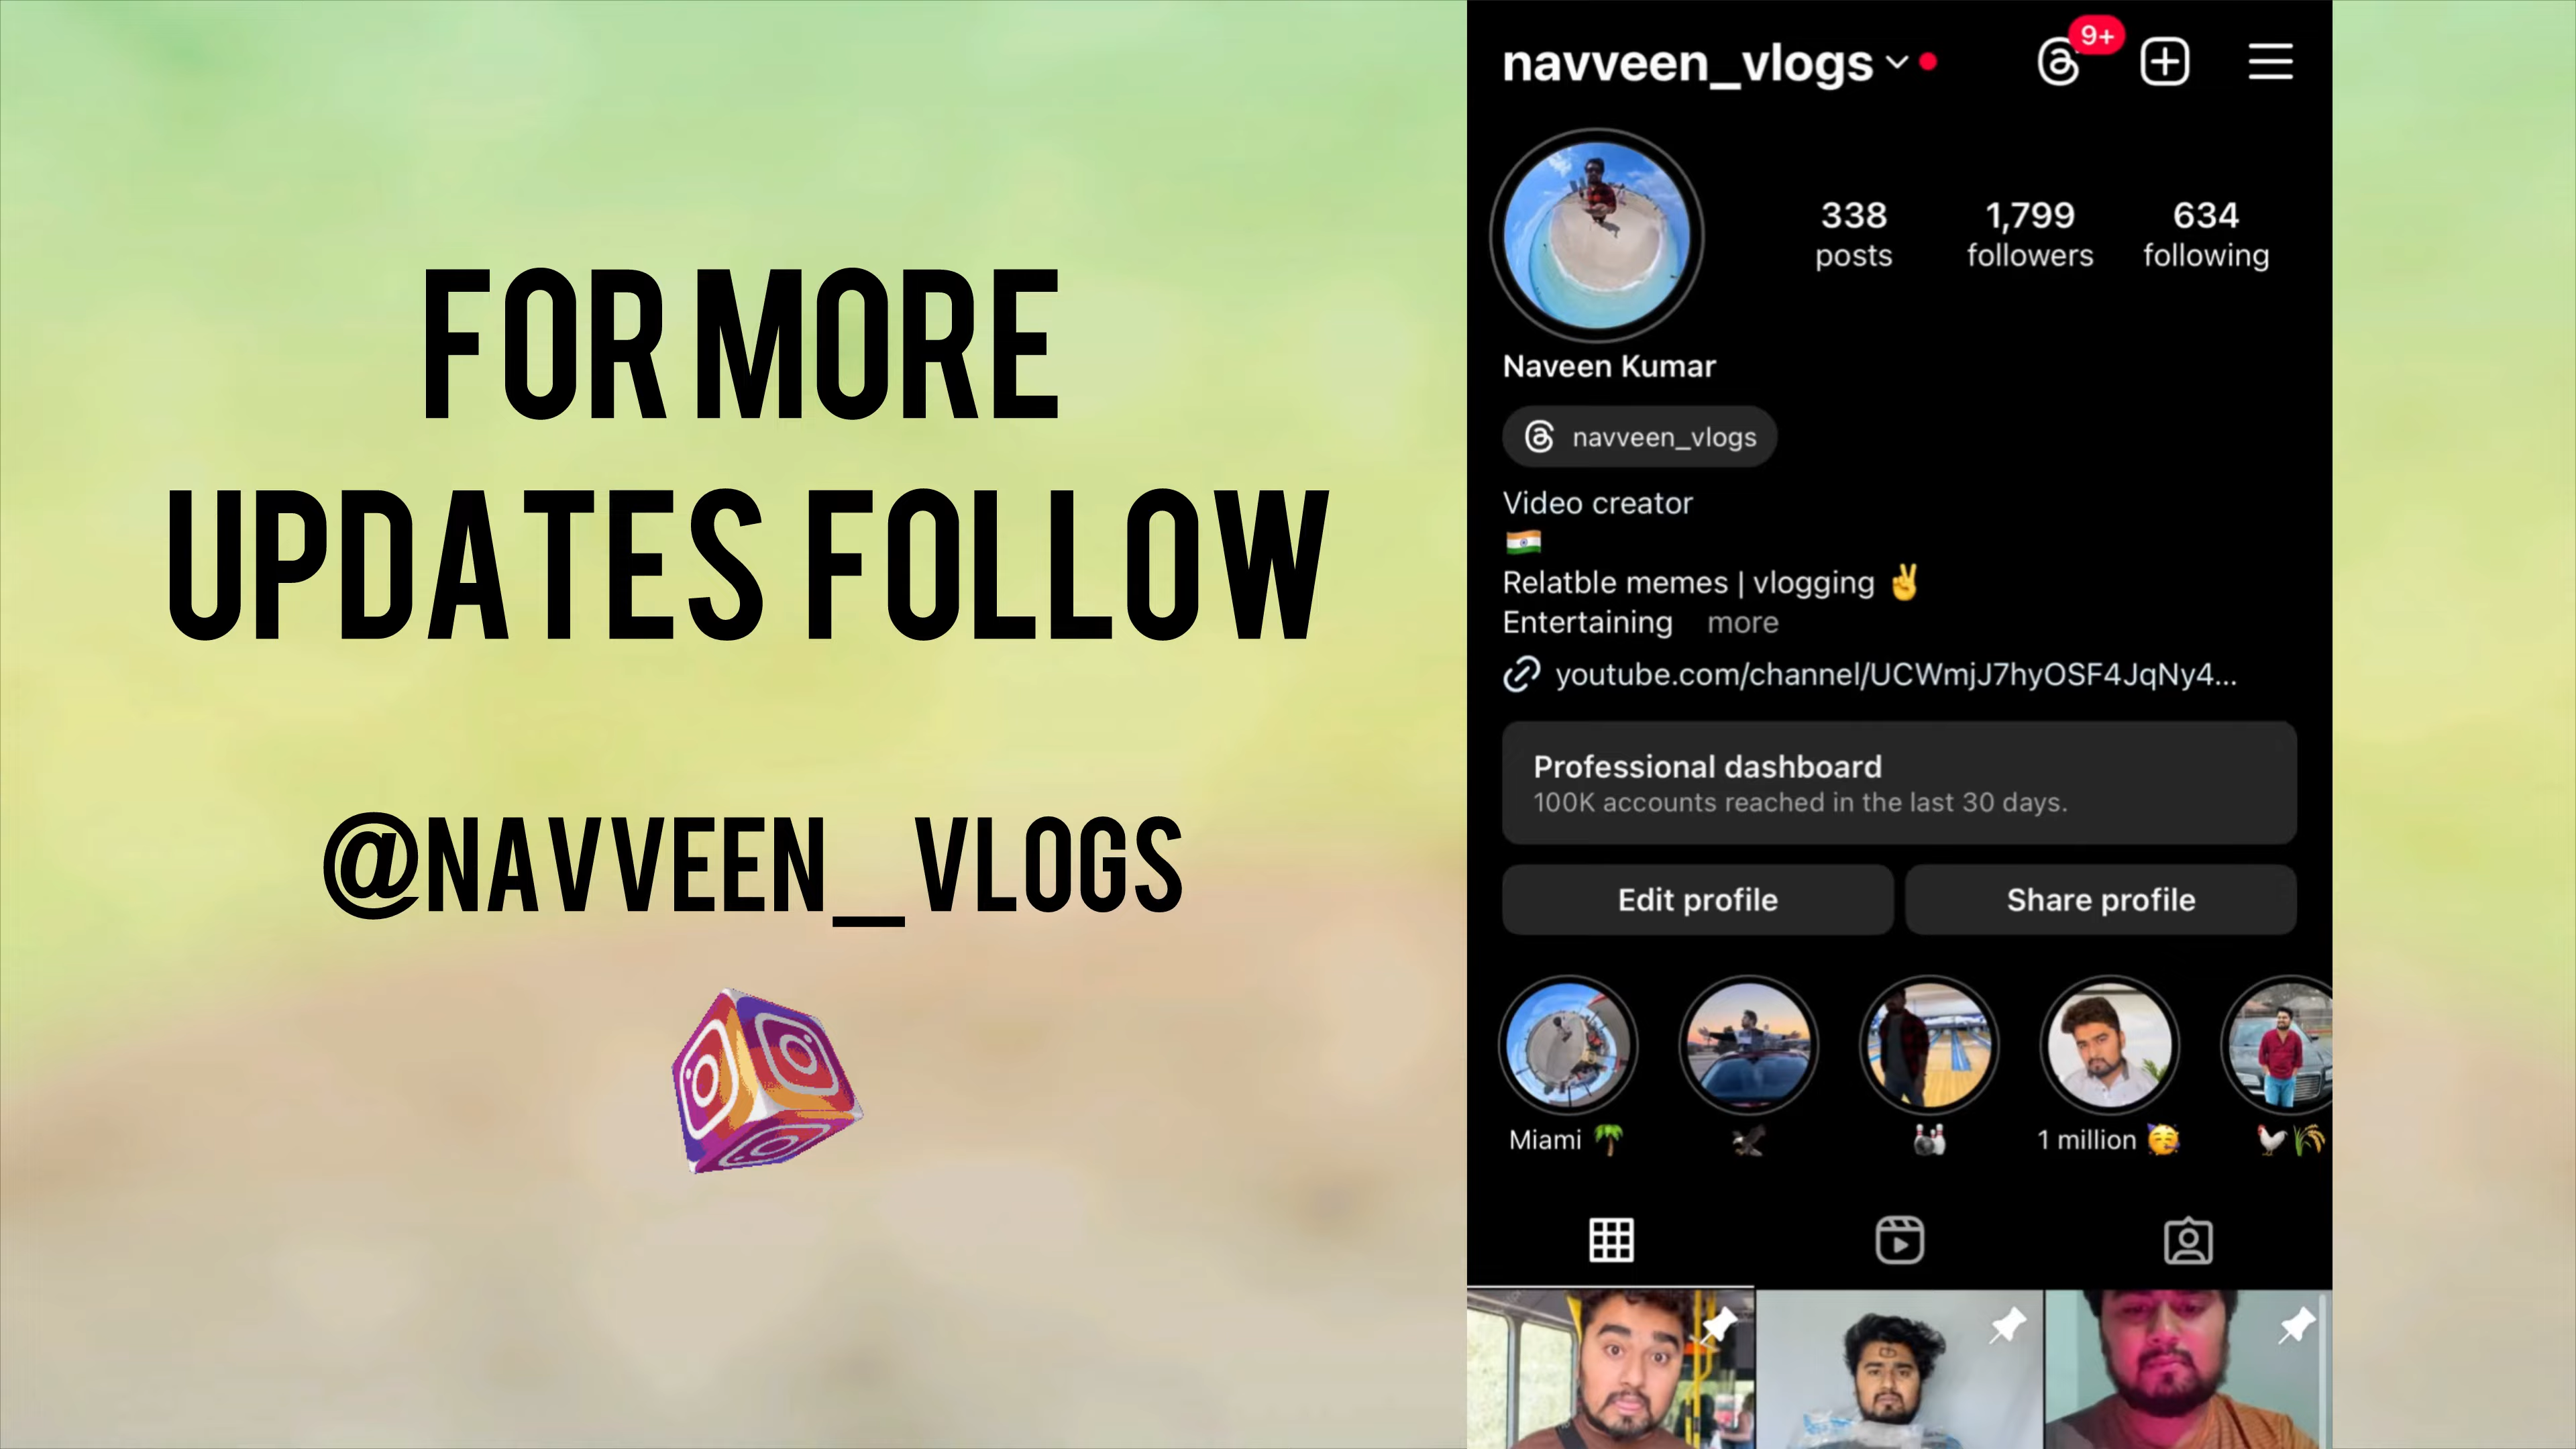 FOR MORE
UPDATES FOLLOW
@NAVVEEN_VLOGS
navveen_vlogs
9+
338 1,799 634
posts followers following
Naveen Kumar
navveen_vlogs
Video creator
🇮🇳
Relatble memes | vlogging ✌️
Entertaining more
youtube.com/channel/UCWmjJ7hyOSF4JqNy4...
Professional dashboard
100K accounts reached in the last 30 days.
Edit profile Share profile
Miami 🌴 🦅 🎳 1 million 🥳 🐓🌾